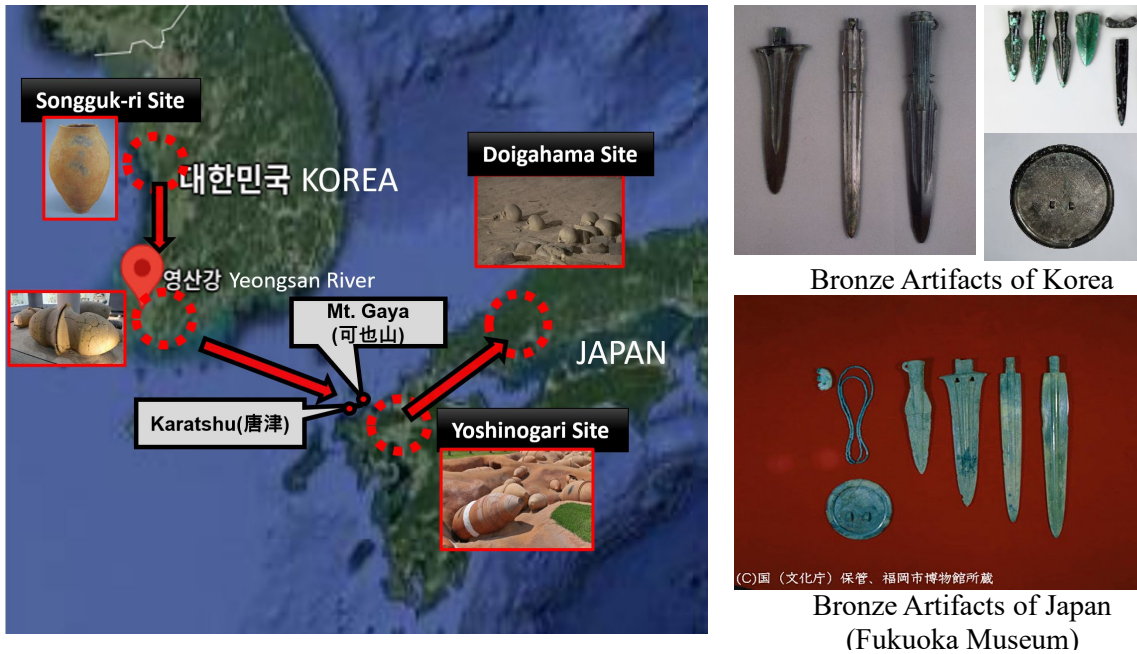 Songguk-ri Site
대한민국 KOREA
영산강 Yeongsan River
Mt. Gaya
(可也山)
Karatshu(唐津)
Doigahama Site
JAPAN
Yoshinogari Site
Bronze Artifacts of Korea
(C)国（文化庁）保管、福岡市博物館所蔵
Bronze Artifacts of Japan
(Fukuoka Museum)